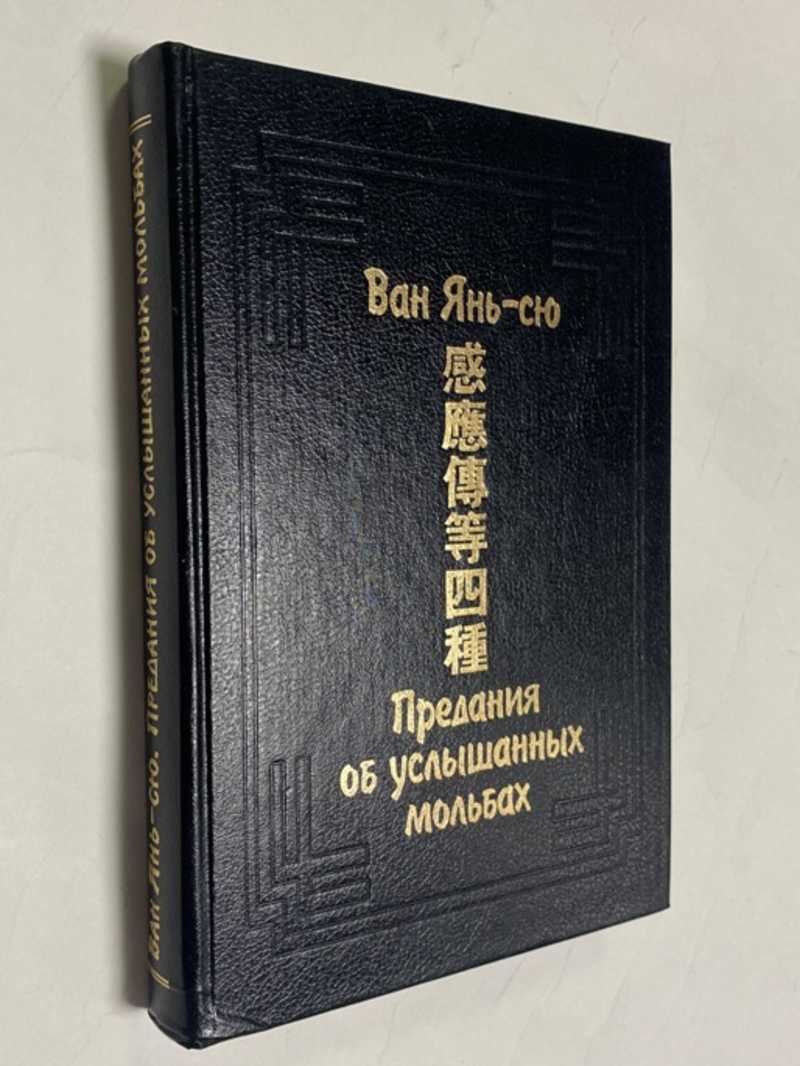 ВАН ЯНЬ-СЮ. ПРЕДАНИЯ ОБ УСЛЫШАННЫХ МОЛЬБАХ
Ван Янь-сю
感應傳等四種
Предания
об услышанных
мольбах